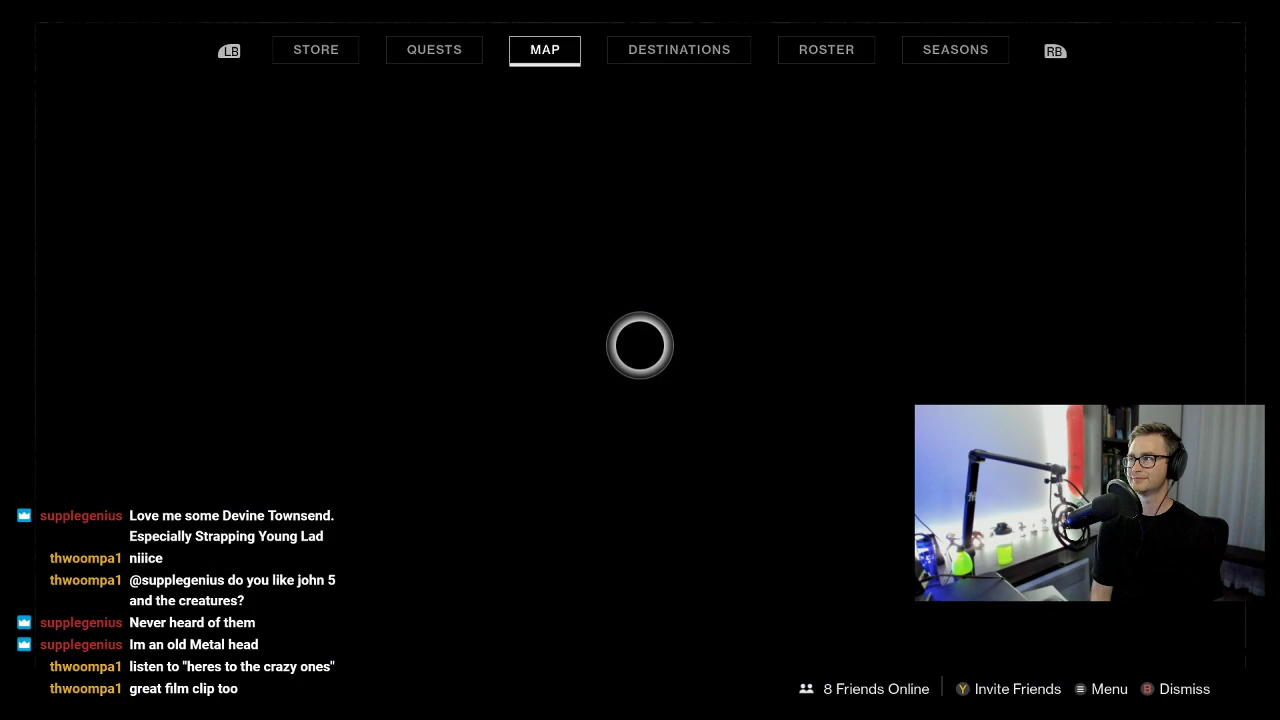 LB STORE QUESTS MAP DESTINATIONS ROSTER SEASONS RB
supplegenius Love me some Devine Townsend.
Especially Strapping Young Lad
thwoompa1 niiice
thwoompa1 @supplegenius do you like john 5
and the creatures?
supplegenius Never heard of them
supplegenius Im an old Metal head
thwoompa1 listen to "heres to the crazy ones"
thwoompa1 great film clip too
8 Friends Online Y Invite Friends Menu B Dismiss